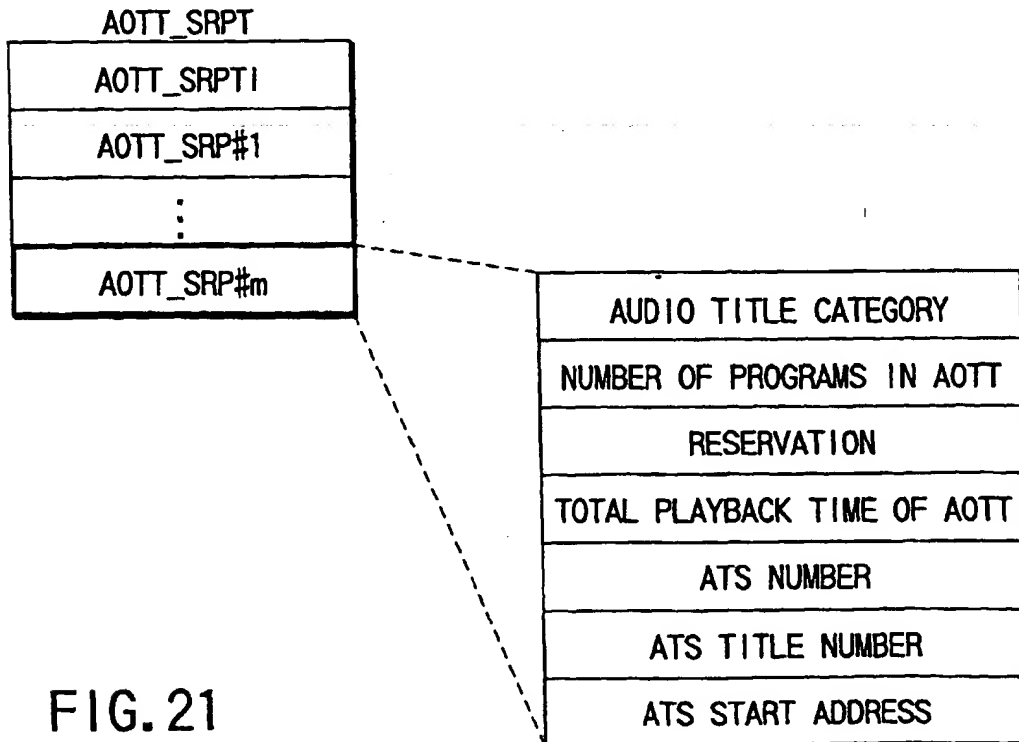 AOTT_SRPT
AOTT_SRPTI
AOTT_SRP#1
⋮
AOTT_SRP#m
AUDIO TITLE CATEGORY
NUMBER OF PROGRAMS IN AOTT
RESERVATION
TOTAL PLAYBACK TIME OF AOTT
ATS NUMBER
ATS TITLE NUMBER
ATS START ADDRESS
FIG. 21